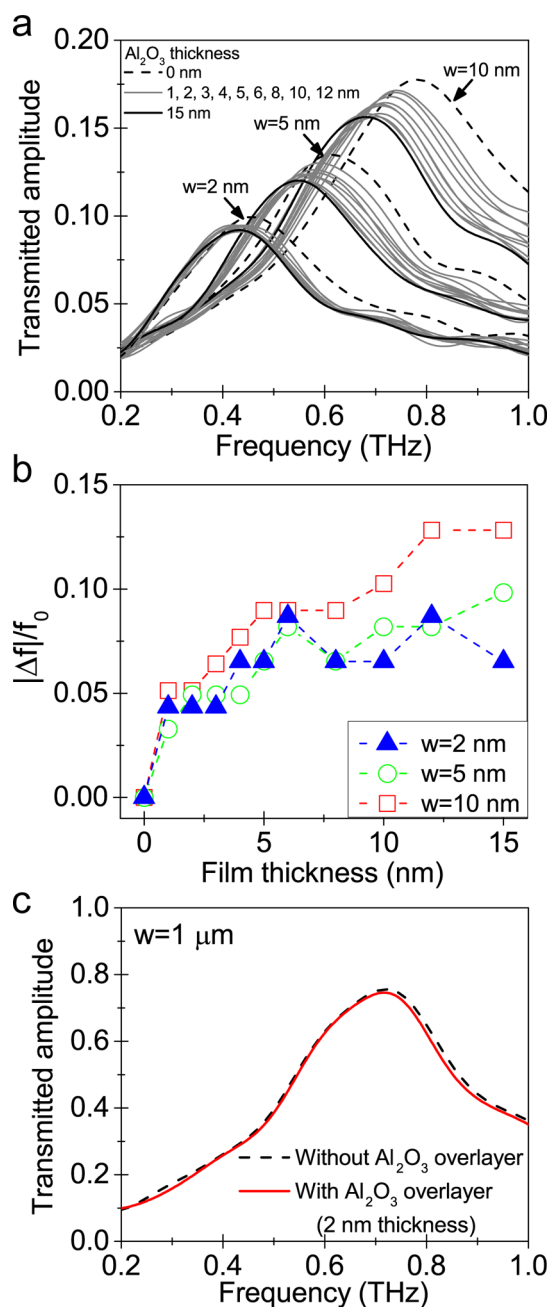 a
Al₂O₃ thickness
0 nm
1, 2, 3, 4, 5, 6, 8, 10, 12 nm
15 nm
w=10 nm
w=5 nm
w=2 nm
0.20
0.15
0.10
0.05
0.00
Transmitted amplitude
0.2 0.4 0.6 0.8 1.0
Frequency (THz)
b
0.15
0.10
0.05
0.00
|Δf|/f₀
w=2 nm
w=5 nm
w=10 nm
0 5 10 15
Film thickness (nm)
c
w=1 μm
1.0
0.8
0.6
0.4
0.2
0.0
Transmitted amplitude
Without Al₂O₃ overlayer
With Al₂O₃ overlayer
(2 nm thickness)
0.2 0.4 0.6 0.8 1.0
Frequency (THz)